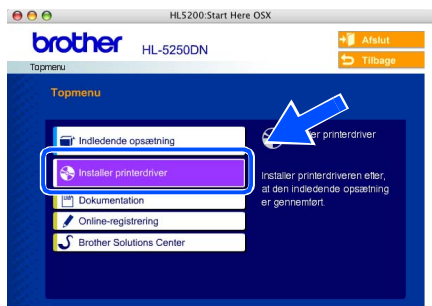 HL5200:Start Here OSX
brother
HL-5250DN
Afslut
Tilbage
Topmenu
Topmenu
Indledende opsætning
Installer printerdriver
Dokumentation
Online-registrering
Brother Solutions Center
printerdriver
Installer printerdriveren efter,
at den indledende opsætning
er gennemført.